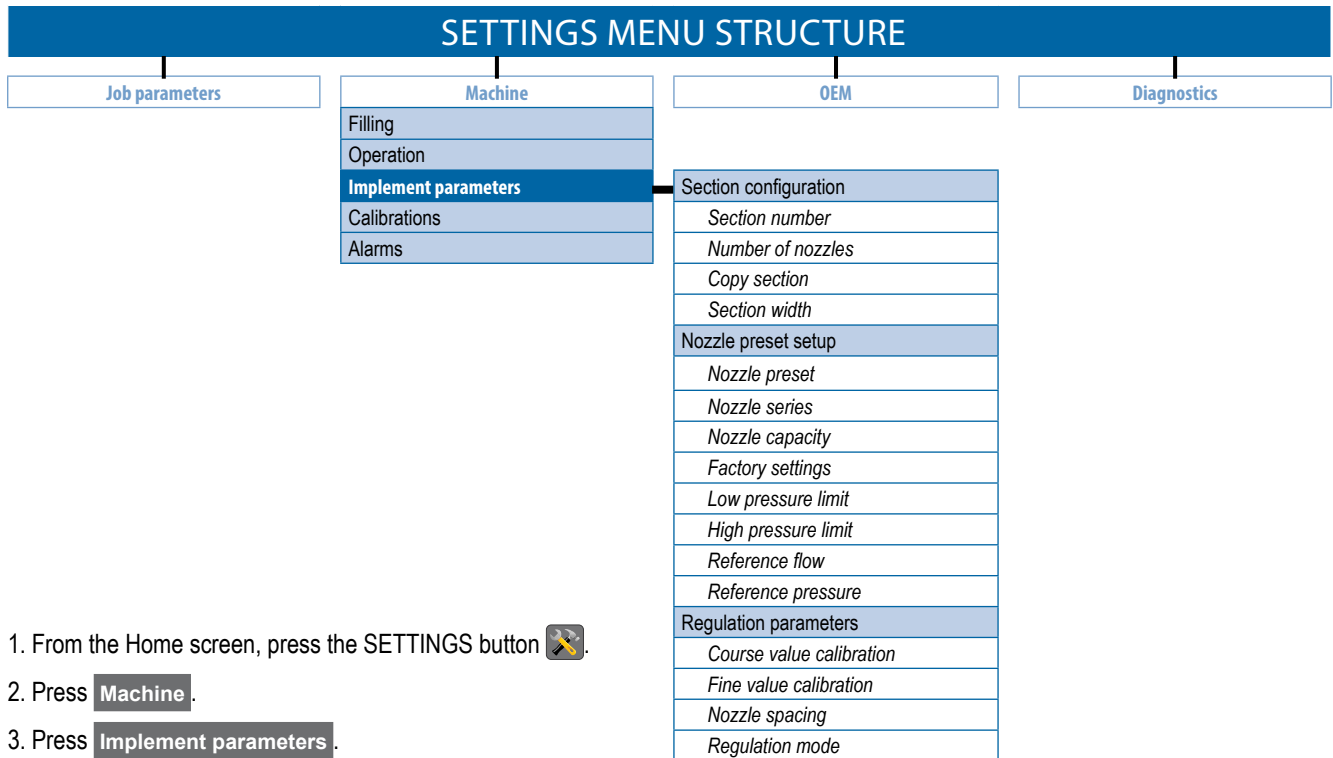 SETTINGS MENU STRUCTURE
Job parameters
Machine
OEM
Diagnostics
Filling
Operation
Implement parameters
Calibrations
Alarms
Section configuration
Section number
Number of nozzles
Copy section
Section width
Nozzle preset setup
Nozzle preset
Nozzle series
Nozzle capacity
Factory settings
Low pressure limit
High pressure limit
Reference flow
Reference pressure
Regulation parameters
Course value calibration
Fine value calibration
Nozzle spacing
Regulation mode
1. From the Home screen, press the SETTINGS button .
2. Press Machine .
3. Press Implement parameters .